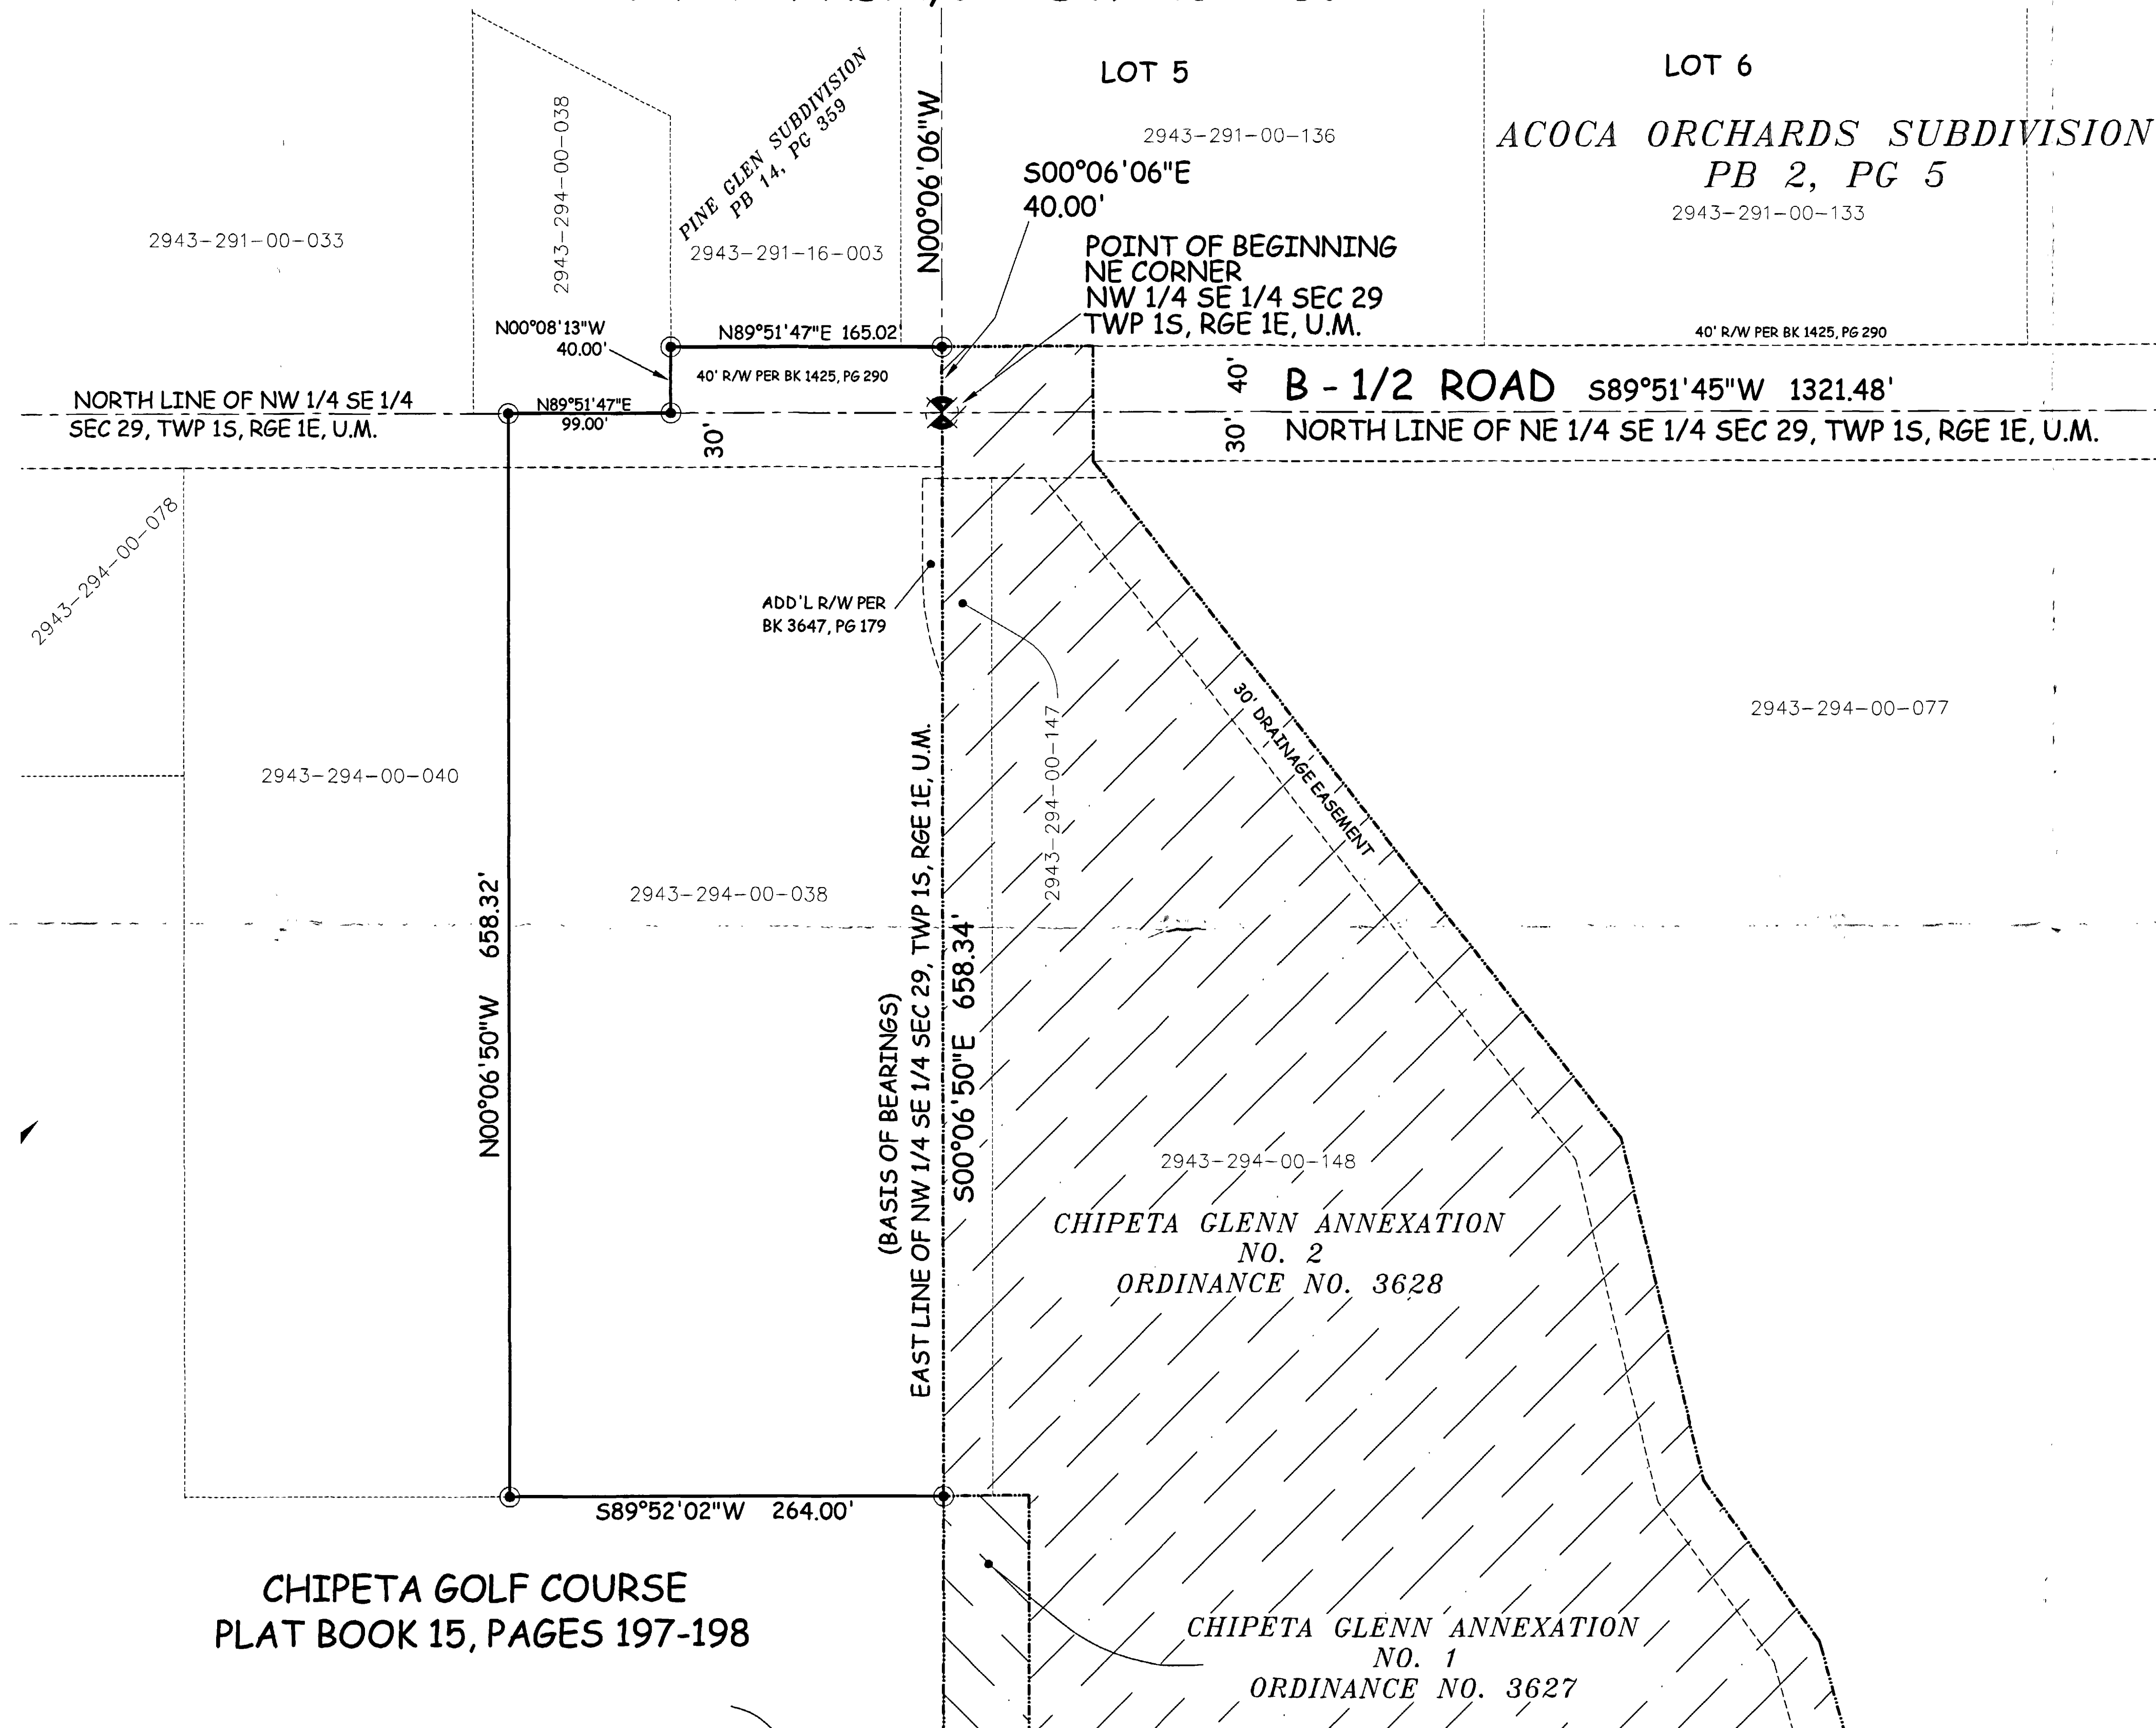 LOT 5
LOT 6
ACOCA ORCHARDS SUBDIVISION
PB 2, PG 5
2943-291-00-133
2943-291-00-136
PINE GLEN SUBDIVISION
PB 14, PG 359
2943-294-00-038
2943-291-00-033
2943-291-16-003
N00°06'06"W
S00°06'06"E
40.00'
POINT OF BEGINNING
NE CORNER
NW 1/4 SE 1/4 SEC 29
TWP 1S, RGE 1E, U.M.
N00°08'13"W
40.00'
N89°51'47"E 165.02'
40' R/W PER BK 1425, PG 290
40' R/W PER BK 1425, PG 290
NORTH LINE OF NW 1/4 SE 1/4
SEC 29, TWP 1S, RGE 1E, U.M.
N89°51'47"E
99.00'
30'
40'
30'
B - 1/2 ROAD S89°51'45"W 1321.48'
NORTH LINE OF NE 1/4 SE 1/4 SEC 29, TWP 1S, RGE 1E, U.M.
2943-294-00-078
ADD'L R/W PER
BK 3647, PG 179
2943-294-00-147
30' DRAINAGE EASEMENT
2943-294-00-077
2943-294-00-040
2943-294-00-038
N00°06'50"W 658.32'
(BASIS OF BEARINGS)
EAST LINE OF NW 1/4 SE 1/4 SEC 29, TWP 1S, RGE 1E, U.M.
S00°06'50"E 658.34'
2943-294-00-148
CHIPETA GLENN ANNEXATION
NO. 2
ORDINANCE NO. 3628
S89°52'02"W 264.00'
CHIPETA GOLF COURSE
PLAT BOOK 15, PAGES 197-198
CHIPETA GLENN ANNEXATION
NO. 1
ORDINANCE NO. 3627